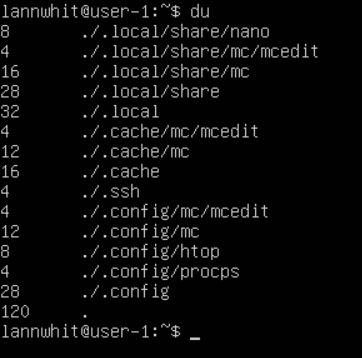 lannwhit@user-1:~$ du
8 ./.local/share/nano
4 ./.local/share/mc/mcedit
16 ./.local/share/mc
28 ./.local/share
32 ./.local
4 ./.cache/mc/mcedit
12 ./.cache/mc
16 ./.cache
4 ./.ssh
4 ./.config/mc/mcedit
12 ./.config/mc
8 ./.config/htop
4 ./.config/procps
28 ./.config
120 .
lannwhit@user-1:~$ _